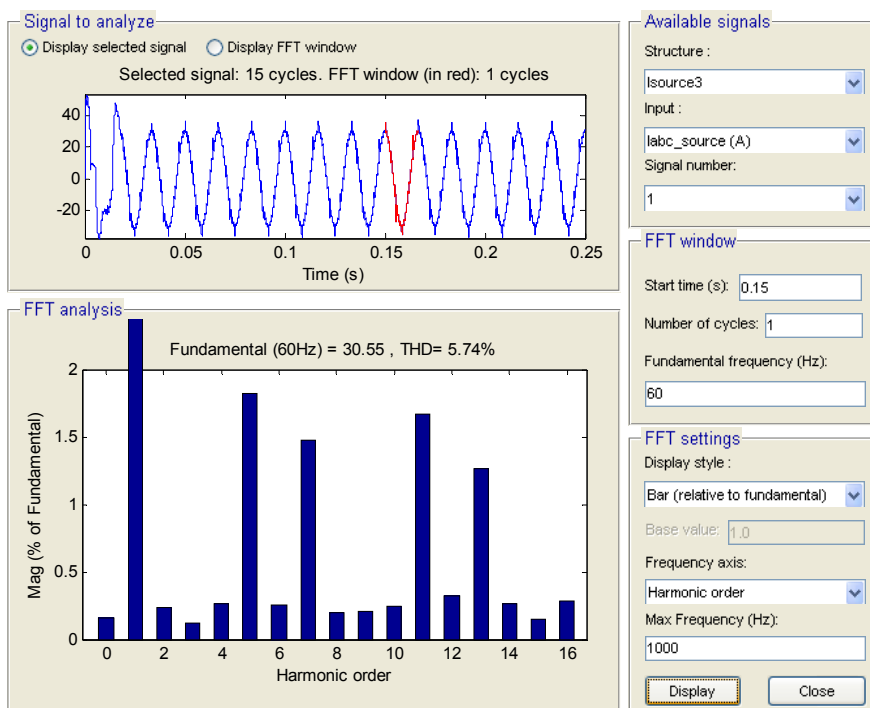 Signal to analyze
Display selected signal
Display FFT window
Selected signal: 15 cycles. FFT window (in red): 1 cycles
40
20
0
-20
0
0.05
0.1
0.15
0.2
0.25
Time (s)
FFT analysis
Fundamental (60Hz) = 30.55 , THD= 5.74%
2
1.5
1
0.5
0
Mag (% of Fundamental)
0
2
4
6
8
10
12
14
16
Harmonic order
Available signals
Structure :
Isource3
Input :
Iabc_source (A)
Signal number:
1
FFT window
Start time (s): 0.15
Number of cycles: 1
Fundamental frequency (Hz):
60
FFT settings
Display style :
Bar (relative to fundamental)
Base value: 1.0
Frequency axis:
Harmonic order
Max Frequency (Hz):
1000
Display
Close